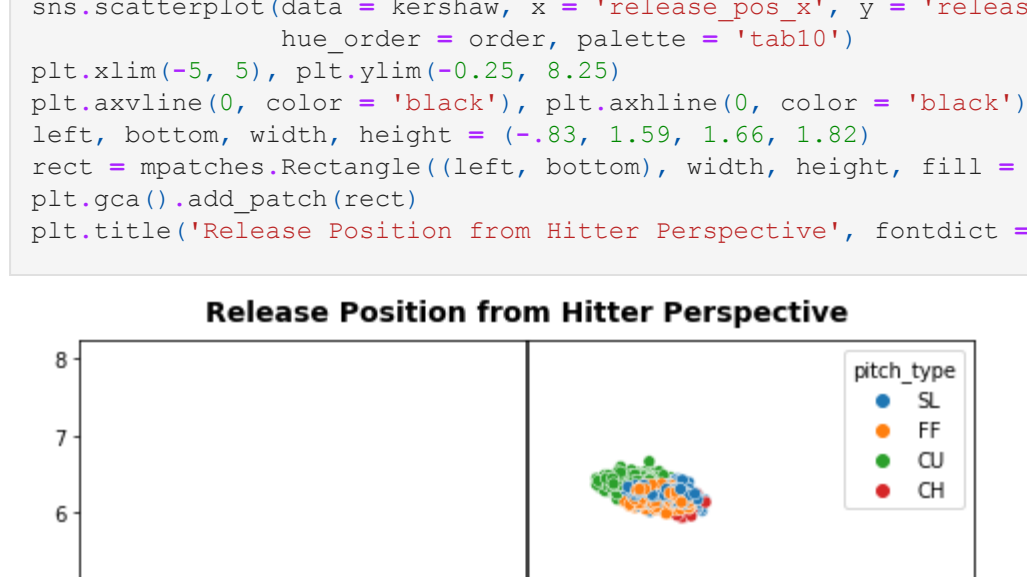 sns.scatterplot(data = kershaw, x = 'release_pos_x', y = 'releas
hue_order = order, palette = 'tab10')
plt.xlim(-5, 5), plt.ylim(-0.25, 8.25)
plt.axvline(0, color = 'black'), plt.axhline(0, color = 'black')
left, bottom, width, height = (-.83, 1.59, 1.66, 1.82)
rect = mpatches.Rectangle((left, bottom), width, height, fill =
plt.gca().add_patch(rect)
plt.title('Release Position from Hitter Perspective', fontdict =
Release Position from Hitter Perspective
8
7
6
pitch_type
SL
FF
CU
CH